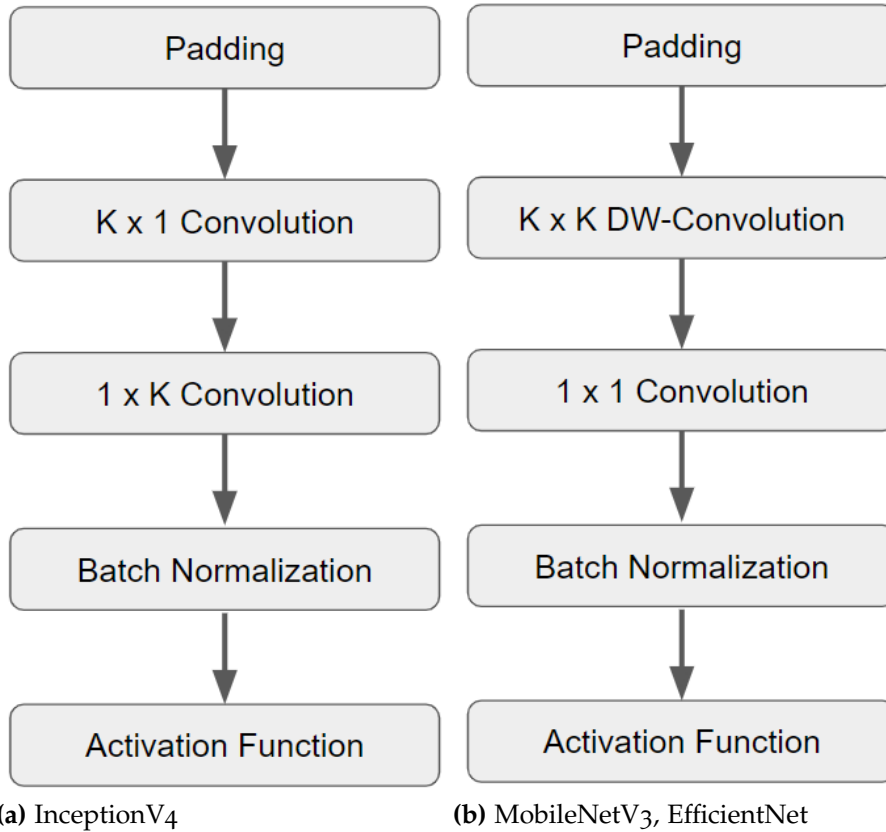 Padding
K x 1 Convolution
1 x K Convolution
Batch Normalization
Activation Function
(a) InceptionV4
Padding
K x K DW-Convolution
1 x 1 Convolution
Batch Normalization
Activation Function
(b) MobileNetV3, EfficientNet